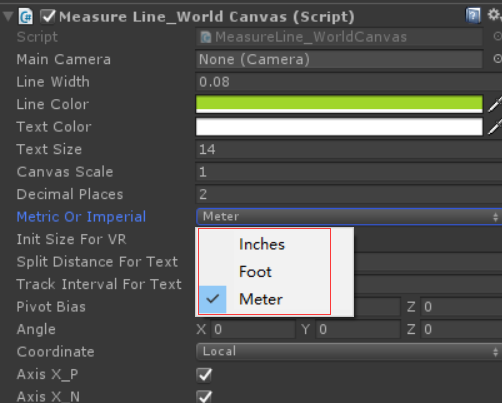 Measure Line_World Canvas (Script)
Script MeasureLine_WorldCanvas
Main Camera None (Camera)
Line Width 0.08
Line Color
Text Color
Text Size 14
Canvas Scale 1
Decimal Places 2
Metric Or Imperial Meter
Init Size For VR Inches
Split Distance For Text Foot
Track Interval For Text Meter
Pivot Bias Z 0
Angle X 0 Y 0 Z 0
Coordinate Local
Axis X_P
Axis X_N